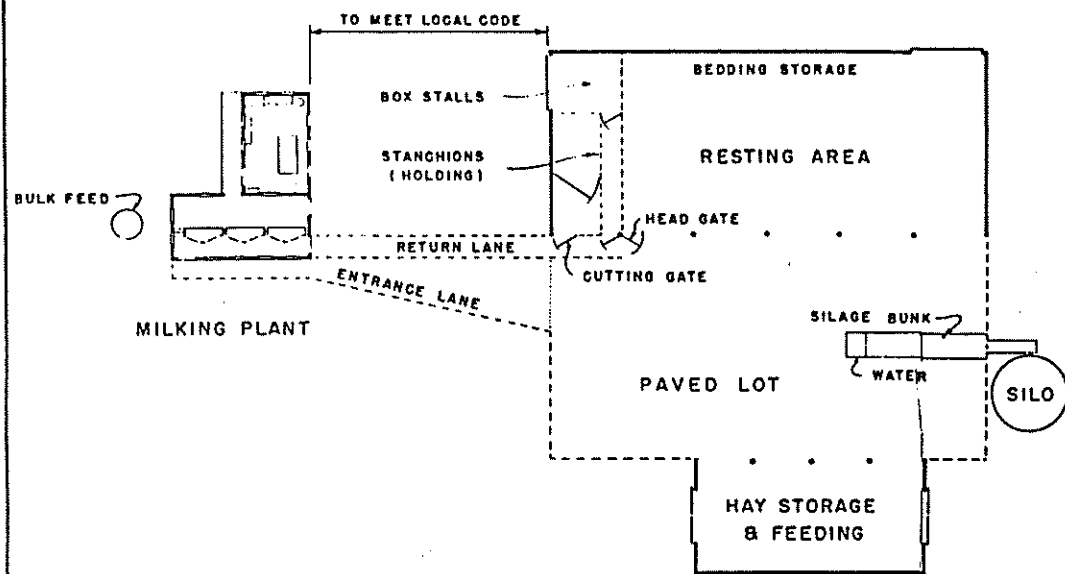 TO MEET LOCAL CODE
BEDDING STORAGE
BOX STALLS
STANCHIONS
(HOLDING)
RESTING AREA
BULK FEED
HEAD GATE
RETURN LANE
CUTTING GATE
ENTRANCE LANE
MILKING PLANT
SILAGE BUNK
WATER
PAVED LOT
SILO
HAY STORAGE
& FEEDING